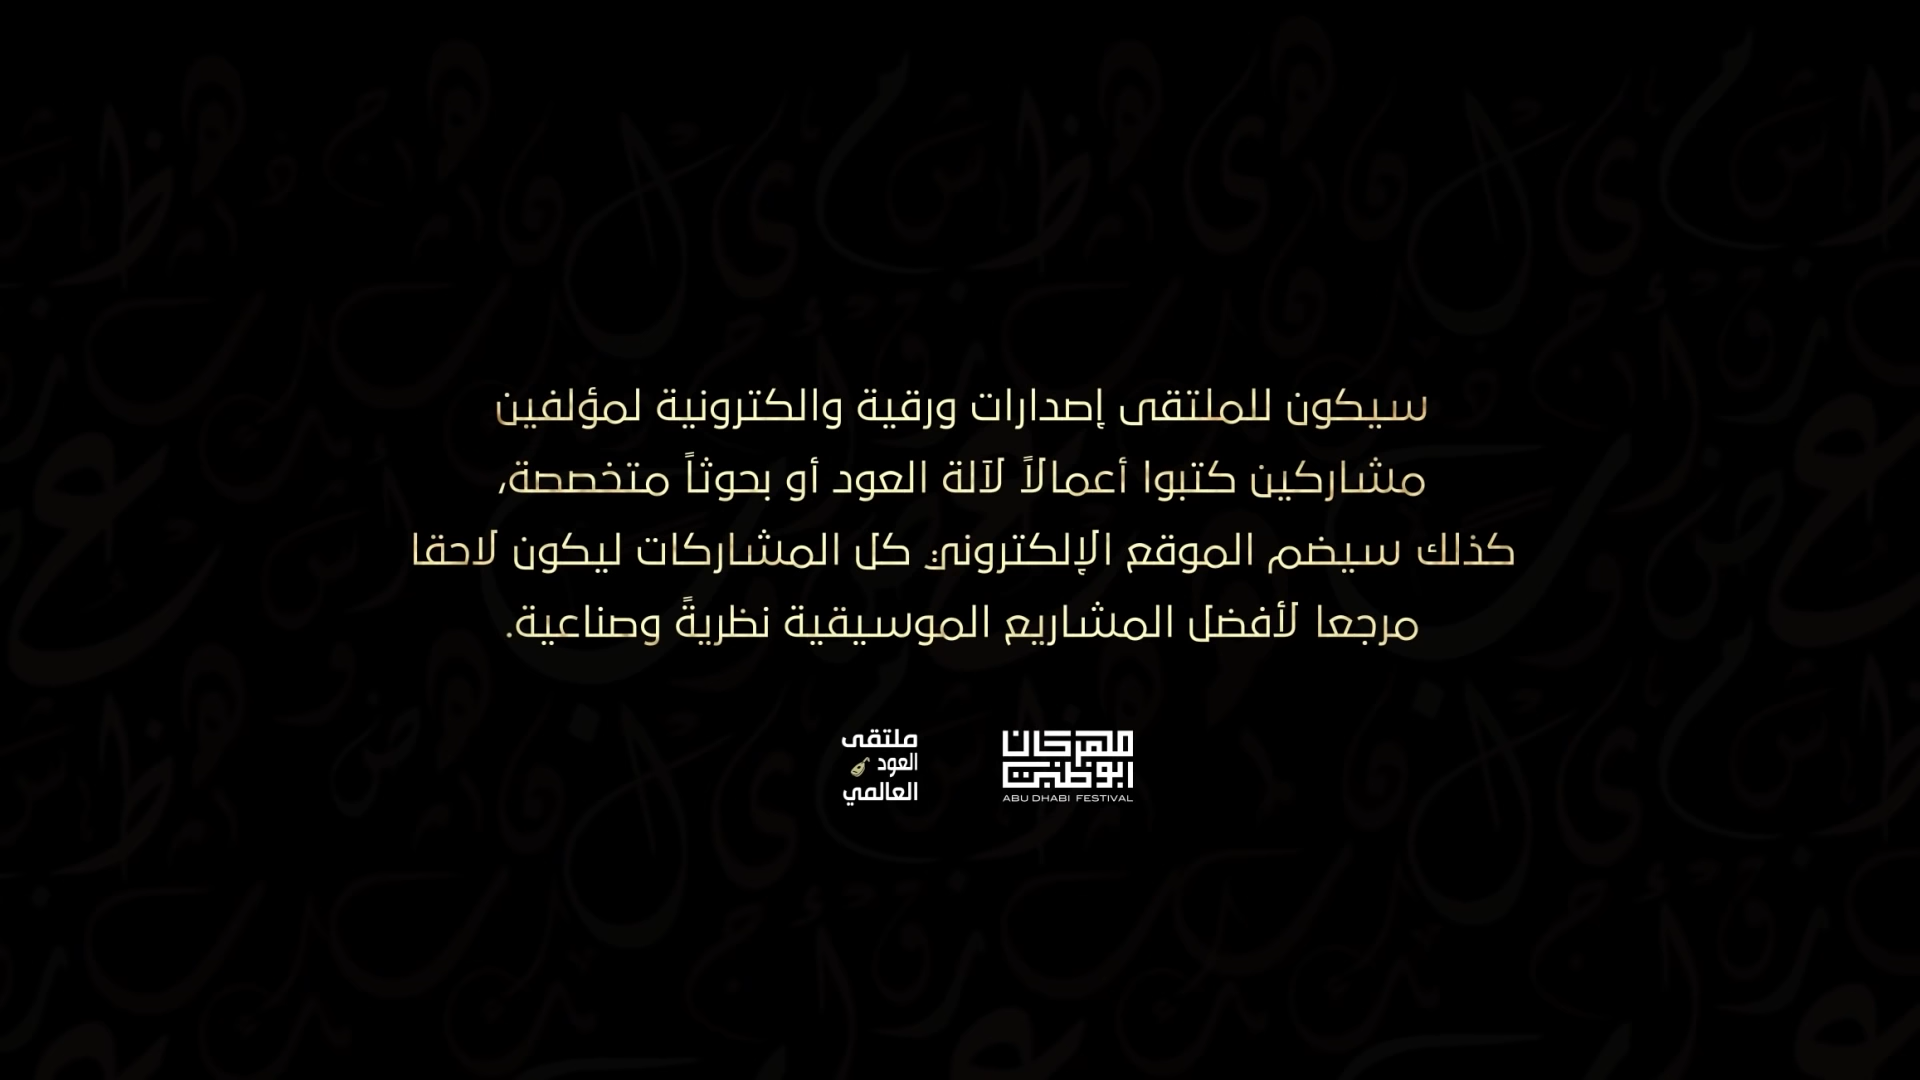 سيكون للملتقى إصدارات ورقية والكترونية لمؤلفين
مشاركين كتبوا أعمالاً لآلة العود أو بحوثاً متخصصة،
كذلك سيضم الموقع الإلكتروني كل المشاركات ليكون لاحقا
مرجعا لأفضل المشاريع الموسيقية نظريةً وصناعية.
مهرجان
أبوظبي
ABU DHABI FESTIVAL
ملتقى
العود
العالمي